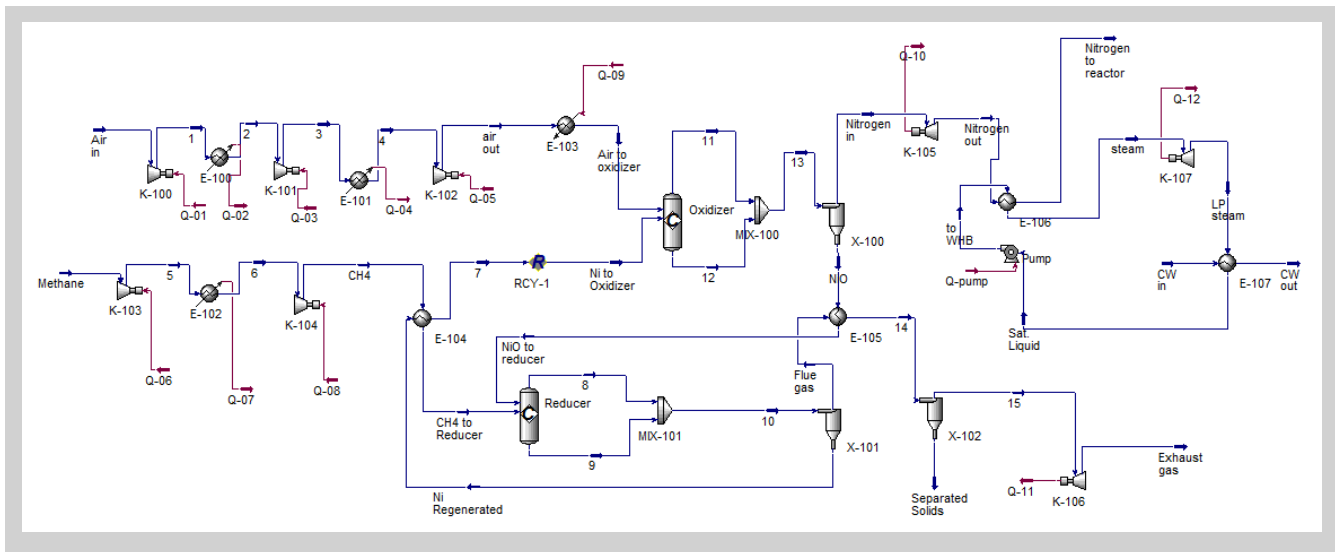 Air
in
1
E-100
2
3
E-101
4
air
out
E-103
Q-09
Air to
oxidizer
K-100
K-101
K-102
Q-01
Q-02
Q-03
Q-04
Q-05
Methane
5
E-102
6
CH4
K-103
K-104
Q-06
Q-07
Q-08
7
R
RCY-1
Ni to
Oxidizer
E-104
11
C
Oxidizer
12
MIX-100
13
X-100
NiO
Nitrogen
in
Q-10
K-105
Nitrogen
out
Nitrogen
to
reactor
steam
Q-12
K-107
LP
steam
E-106
to
WHB
Pump
Q-pump
CW
in
CW
out
E-107
Sat.
Liquid
E-105
14
NiO to
reducer
Flue
gas
8
Reducer
C
CH4 to
Reducer
9
MIX-101
10
X-101
Ni
Regenerated
X-102
15
Separated
Solids
Q-11
K-106
Exhaust
gas